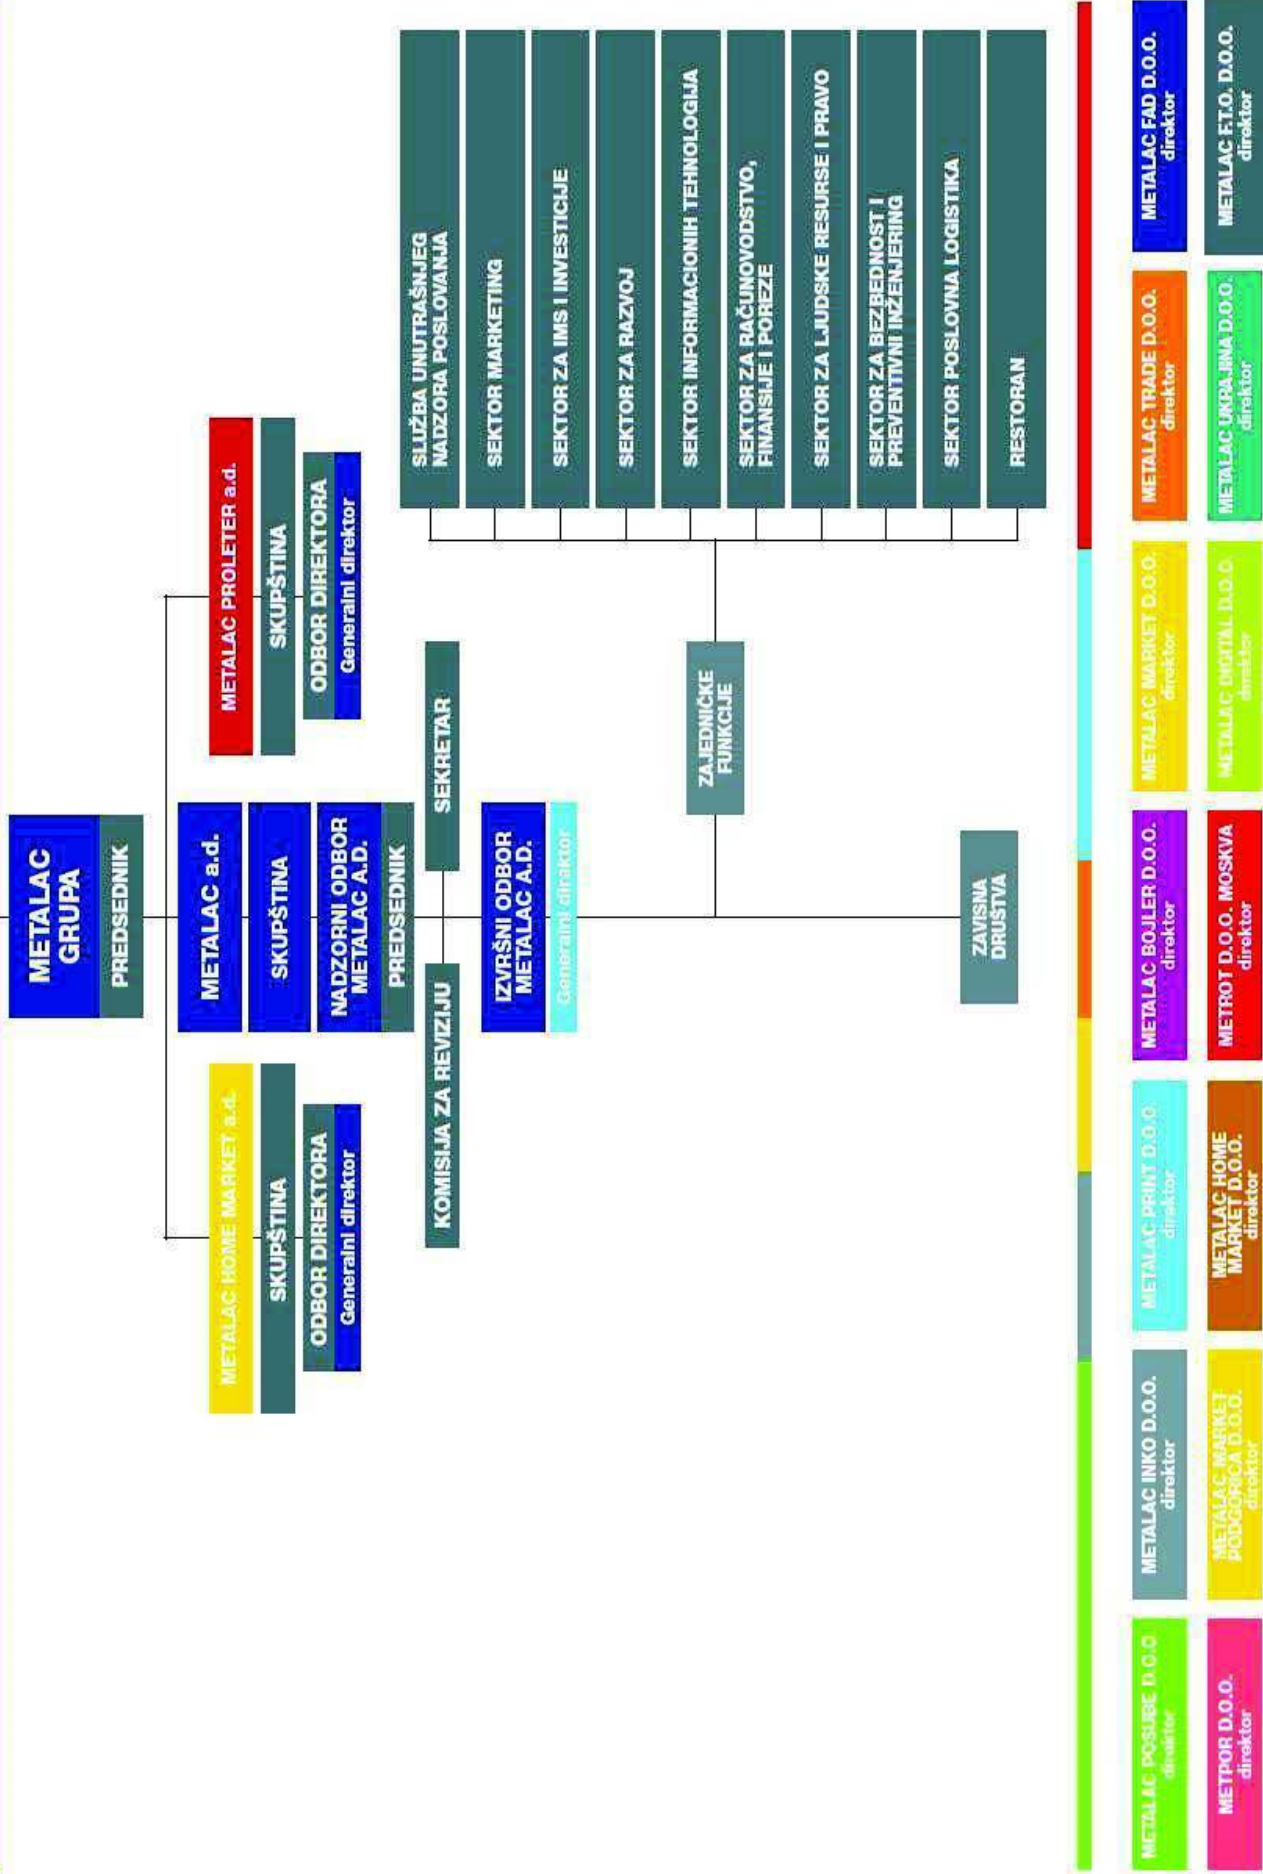 METALAC
GRUPA
PREDSEDNIK
METALAC HOME MARKET a.d.
SKUPŠTINA
ODBOR DIREKTORA
Generalni direktor
METALAC a.d.
SKUPŠTINA
NADZORNI ODBOR
METALAC A.D.
PREDSEDNIK
METALAC PROLETER a.d.
SKUPŠTINA
ODBOR DIREKTORA
Generalni direktor
KOMISIJA ZA REVIZIJU
SEKRETAR
IZVRŠNI ODBOR
METALAC A.D.
Generalni direktor
ZAJEDNIČKE
FUNKCIJE
SLUŽBA UNUTRAŠNJEG
NADZORA POSLOVANJA
SEKTOR MARKETING
SEKTOR ZA IMS I INVESTICIJE
SEKTOR ZA RAZVOJ
SEKTOR INFORMACIONIH TEHNOLOGIJA
SEKTOR ZA RAČUNOVODSTVO,
FINANSIJE I POREZE
SEKTOR ZA LJUDSKE RESURSE I PRAVO
SEKTOR ZA BEZBEDNOST I
PREVENTIVNI INŽENJERING
SEKTOR POSLOVNA LOGISTIKA
RESTORAN
ZAVISNA
DRUŠTVA
METALAC POSUĐE D.O.O
direktor
METALAC INKO D.O.O.
direktor
METALAC PRINT D.O.O
direktor
METALAC BOJLER D.O.O.
direktor
METALAC MARKET D.O.O.
direktor
METALAC TRADE D.O.O.
direktor
METALAC FAD D.O.O.
direktor
METPOR D.O.O.
direktor
METALAC MARKET
PODGORICA D.O.O.
direktor
METALAC HOME
MARKET D.O.O.
direktor
METROT D.O.O. MOSKVA
direktor
METALAC DIGITAL D.O.O.
direktor
METALAC UKRAJINA D.O.O.
direktor
METALAC F.T.O. D.O.O.
direktor